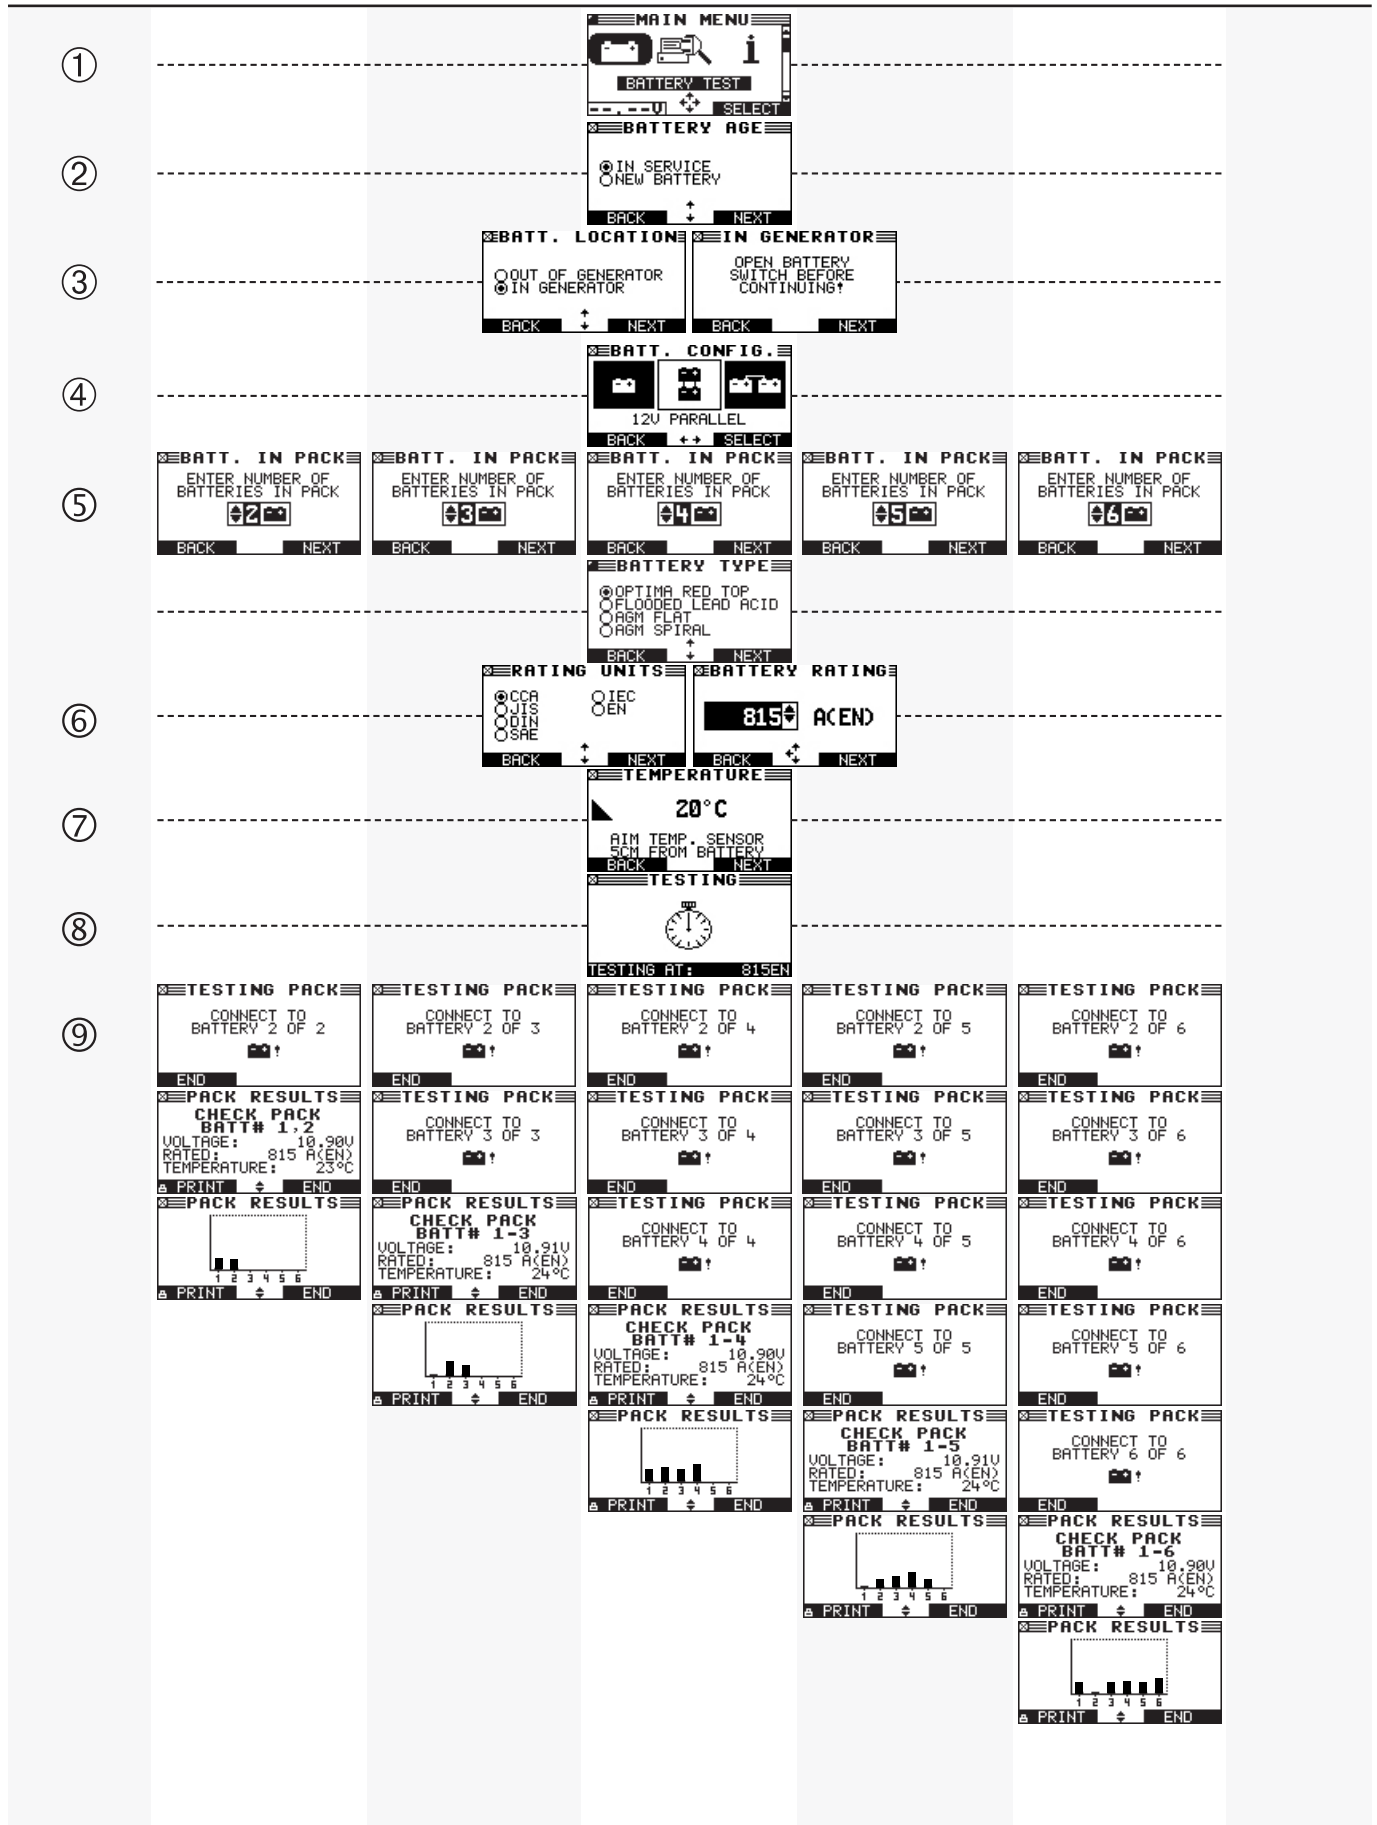 MAIN MENU
①
BATTERY TEST
--.--V SELECT
BATTERY AGE
②
IN SERVICE
NEW BATTERY
BACK NEXT
BATT. LOCATION
OUT OF GENERATOR
IN GENERATOR
BACK NEXT
IN GENERATOR
OPEN BATTERY
SWITCH BEFORE
CONTINUING!
BACK NEXT
③
BATT. CONFIG.
④
12V PARALLEL
BACK SELECT
⑤
BATT. IN PACK
ENTER NUMBER OF
BATTERIES IN PACK
2
BACK NEXT
BATT. IN PACK
ENTER NUMBER OF
BATTERIES IN PACK
3
BACK NEXT
BATT. IN PACK
ENTER NUMBER OF
BATTERIES IN PACK
4
BACK NEXT
BATT. IN PACK
ENTER NUMBER OF
BATTERIES IN PACK
5
BACK NEXT
BATT. IN PACK
ENTER NUMBER OF
BATTERIES IN PACK
6
BACK NEXT
BATTERY TYPE
OPTIMA RED TOP
FLOODED LEAD ACID
AGM FLAT
AGM SPIRAL
BACK NEXT
⑥
RATING UNITS
CCA IEC
JIS EN
DIN
SAE
BACK NEXT
BATTERY RATING
815 A(EN)
BACK NEXT
⑦
TEMPERATURE
20°C
AIM TEMP. SENSOR
5CM FROM BATTERY
BACK NEXT
⑧
TESTING
TESTING AT: 815EN
⑨
TESTING PACK
CONNECT TO
BATTERY 2 OF 2
!
END
TESTING PACK
CONNECT TO
BATTERY 2 OF 3
!
END
TESTING PACK
CONNECT TO
BATTERY 2 OF 4
!
END
TESTING PACK
CONNECT TO
BATTERY 2 OF 5
!
END
TESTING PACK
CONNECT TO
BATTERY 2 OF 6
!
END
PACK RESULTS
CHECK PACK
BATT# 1,2
VOLTAGE: 10.90V
RATED: 815 A(EN)
TEMPERATURE: 23°C
PRINT END
TESTING PACK
CONNECT TO
BATTERY 3 OF 3
!
END
TESTING PACK
CONNECT TO
BATTERY 3 OF 4
!
END
TESTING PACK
CONNECT TO
BATTERY 3 OF 5
!
END
TESTING PACK
CONNECT TO
BATTERY 3 OF 6
!
END
PACK RESULTS
1 2 3 4 5 6
PRINT END
PACK RESULTS
CHECK PACK
BATT# 1-3
VOLTAGE: 10.91V
RATED: 815 A(EN)
TEMPERATURE: 24°C
PRINT END
TESTING PACK
CONNECT TO
BATTERY 4 OF 4
!
END
TESTING PACK
CONNECT TO
BATTERY 4 OF 5
!
END
TESTING PACK
CONNECT TO
BATTERY 4 OF 6
!
END
PACK RESULTS
1 2 3 4 5 6
PRINT END
PACK RESULTS
CHECK PACK
BATT# 1-4
VOLTAGE: 10.90V
RATED: 815 A(EN)
TEMPERATURE: 24°C
PRINT END
TESTING PACK
CONNECT TO
BATTERY 5 OF 5
!
END
TESTING PACK
CONNECT TO
BATTERY 5 OF 6
!
END
PACK RESULTS
1 2 3 4 5 6
PRINT END
PACK RESULTS
CHECK PACK
BATT# 1-5
VOLTAGE: 10.91V
RATED: 815 A(EN)
TEMPERATURE: 24°C
PRINT END
TESTING PACK
CONNECT TO
BATTERY 6 OF 6
!
END
PACK RESULTS
1 2 3 4 5 6
PRINT END
PACK RESULTS
CHECK PACK
BATT# 1-6
VOLTAGE: 10.90V
RATED: 815 A(EN)
TEMPERATURE: 24°C
PRINT END
PACK RESULTS
1 2 3 4 5 6
PRINT END